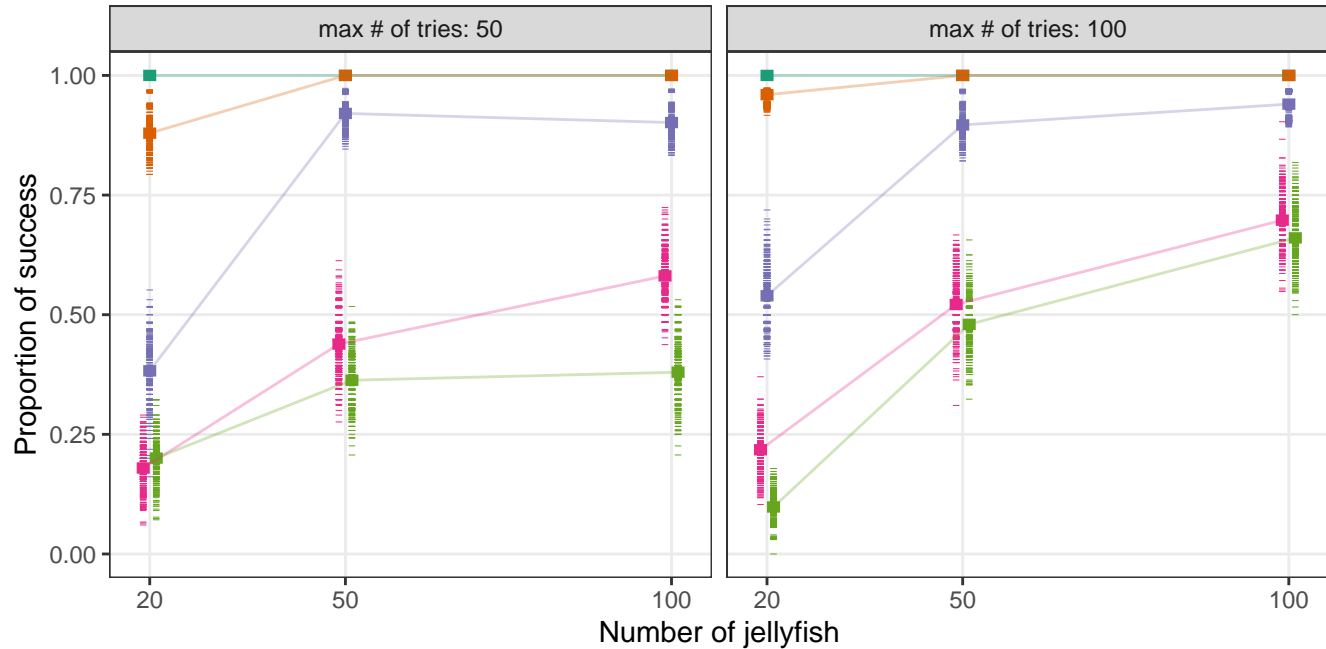 max # of tries: 50
max # of tries: 100
Proportion of success
1.00
0.75
0.50
0.25
0.00
20
50
100
20
50
100
Number of jellyfish